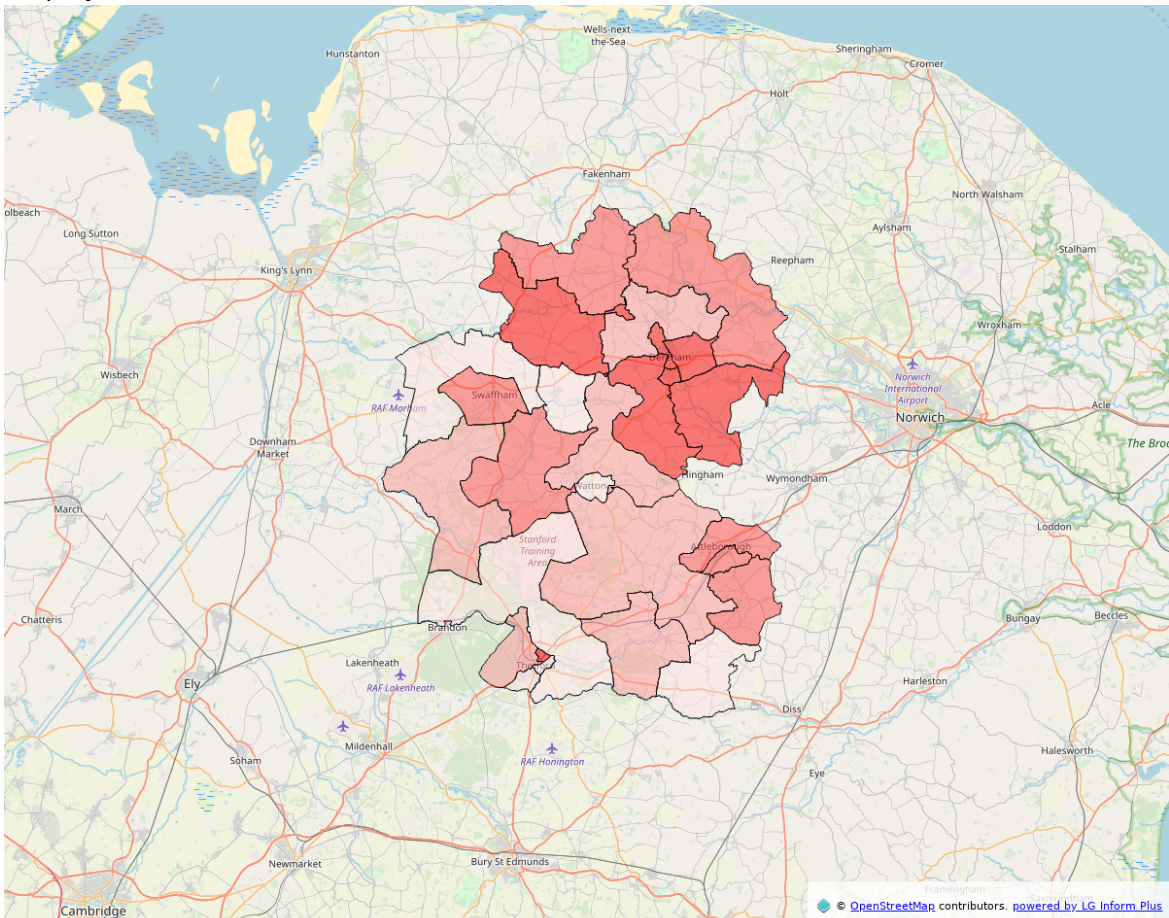 Wells-next-
the-Sea
Hunstanton
Sheringham
Cromer
Holt
Fakenham
North Walsham
olbeach
Long Sutton
Aylsham
Stalham
King's Lynn
Reepham
Wroxham
Wisbech
Dereham
Norwich
International
Airport
RAF Marham
Swaffham
Acle
Norwich
Downham
Market
The Broa
Hingham
Wymondham
Watton
March
Loddon
Stanford
Training
Area
Attleborough
Chatteris
Brandon
Bungay
Beccles
Lakenheath
Ely
RAF Lakenheath
Harleston
Diss
Mildenhall
RAF Honington
Halesworth
Soham
Eye
Newmarket
Bury St Edmunds
Framlingham
Cambridge
© OpenStreetMap contributors. powered by LG Inform Plus